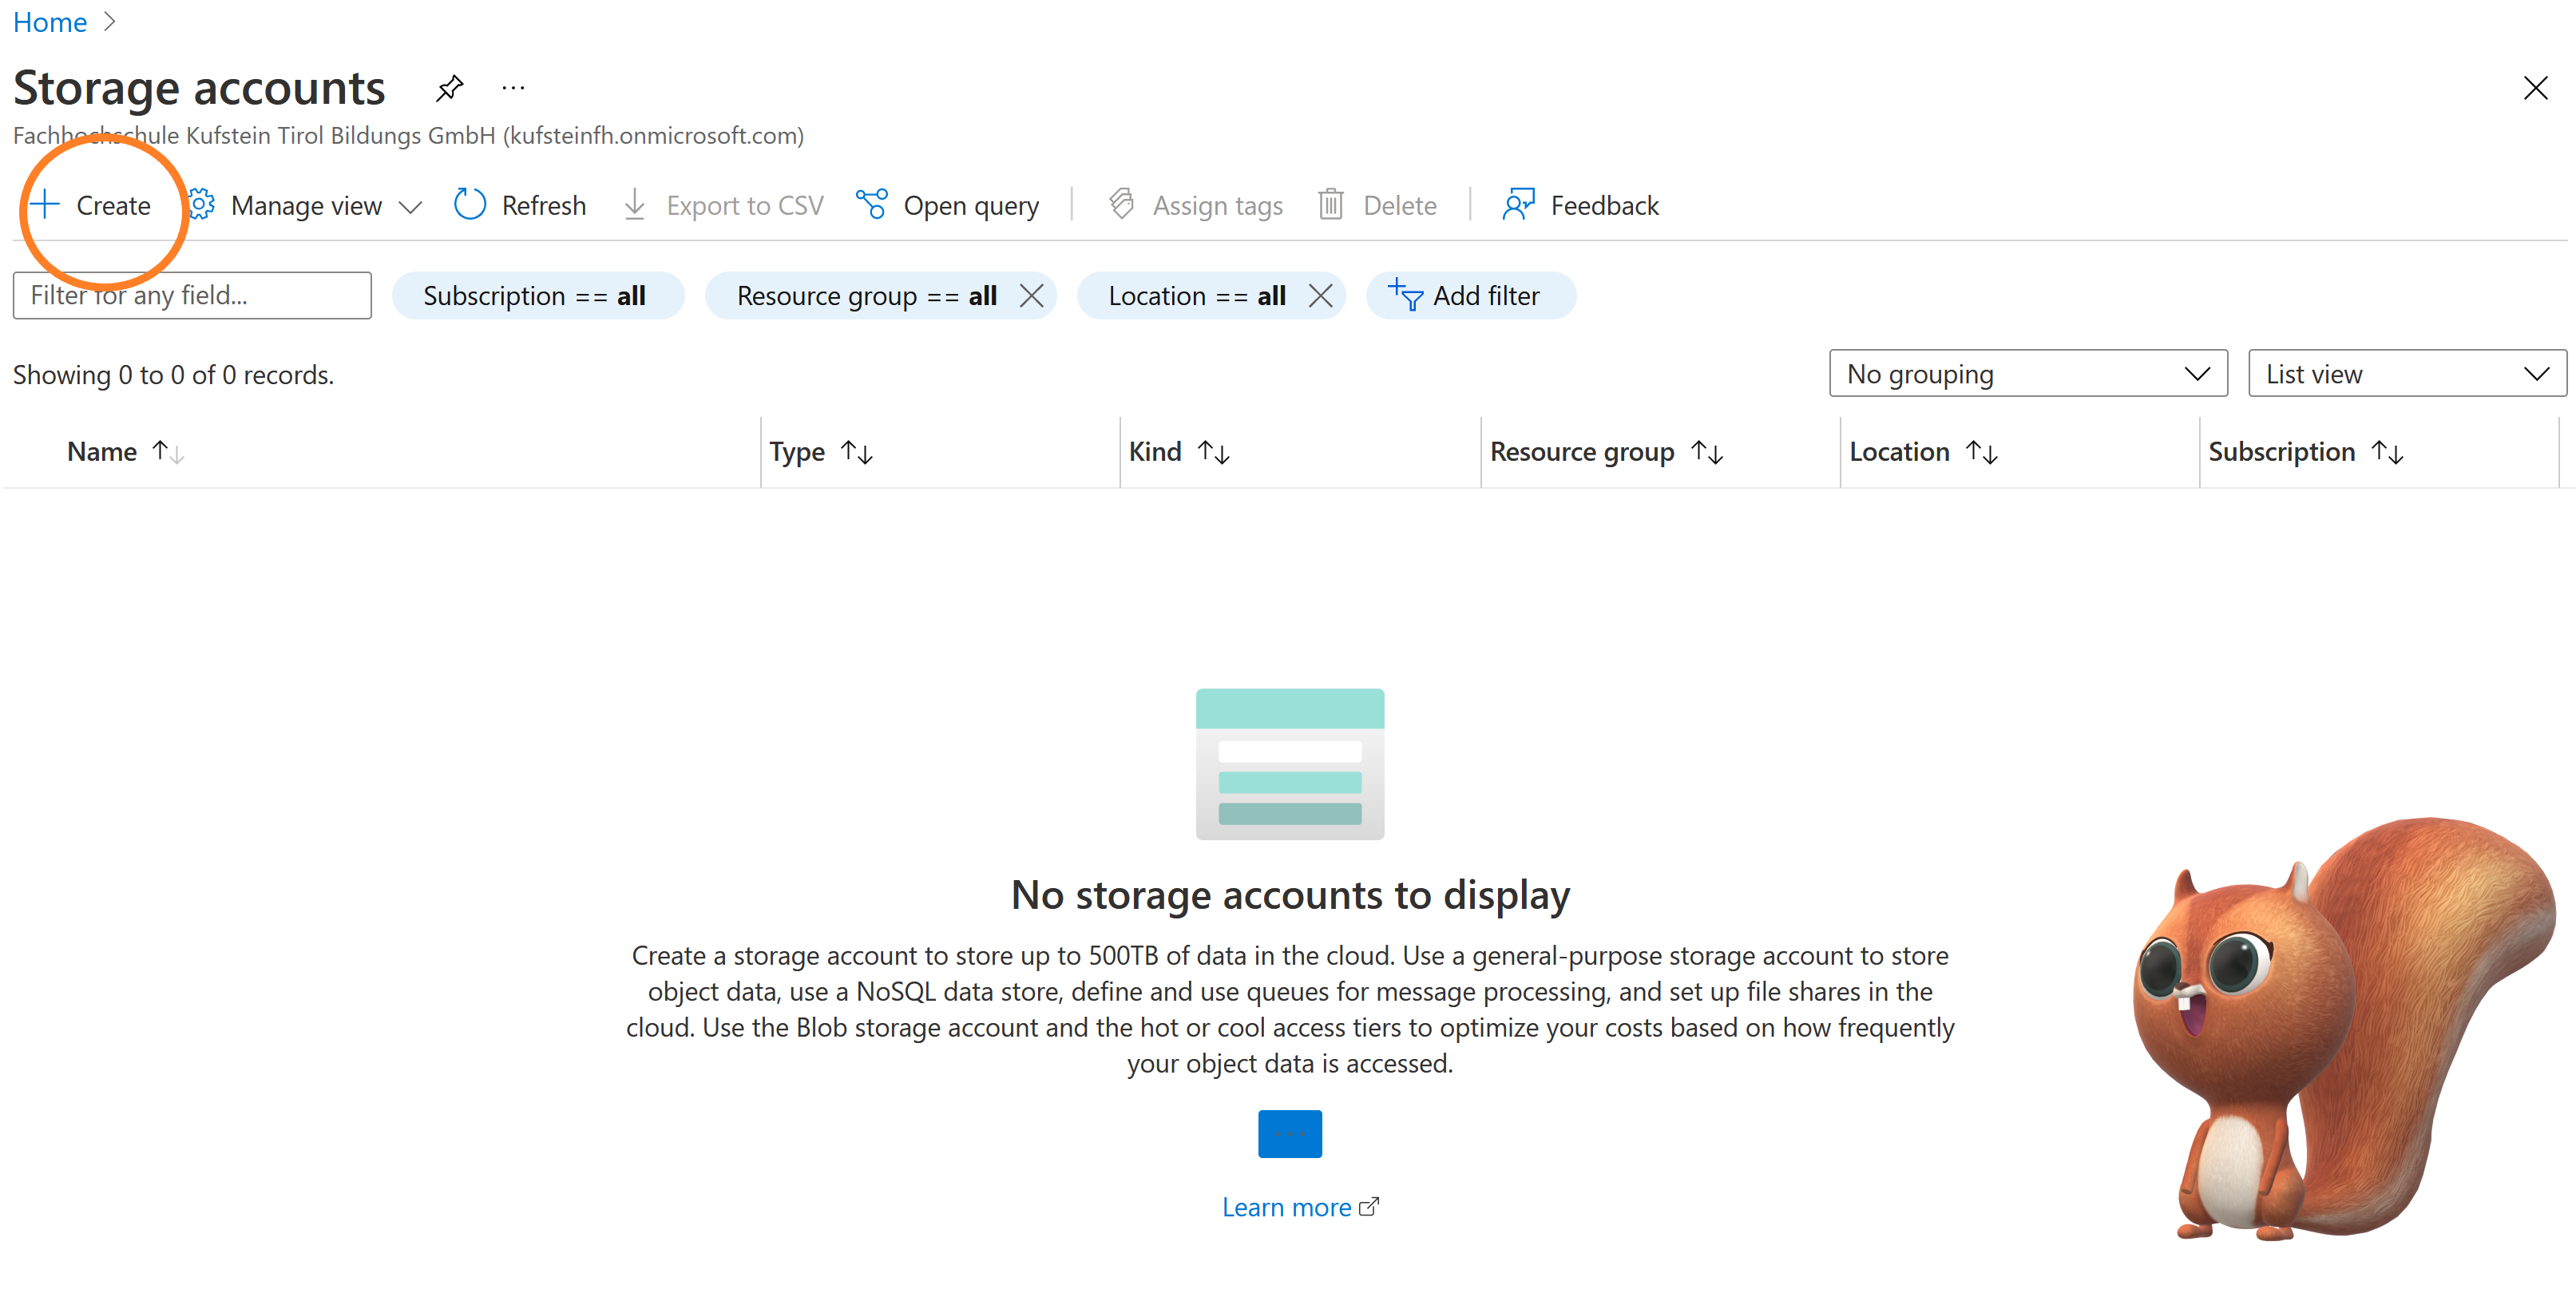 Home
Storage accounts
Fachhochschule Kufstein Tirol Bildungs GmbH (kufsteinfh.onmicrosoft.com)
Create Manage view Refresh Export to CSV Open query Assign tags Delete Feedback
Filter for any field... Subscription == all Resource group == all Location == all Add filter
Showing 0 to 0 of 0 records. No grouping List view
Name Type Kind Resource group Location Subscription
No storage accounts to display
Create a storage account to store up to 500TB of data in the cloud. Use a general-purpose storage account to store
object data, use a NoSQL data store, define and use queues for message processing, and set up file shares in the
cloud. Use the Blob storage account and the hot or cool access tiers to optimize your costs based on how frequently
your object data is accessed.
Learn more